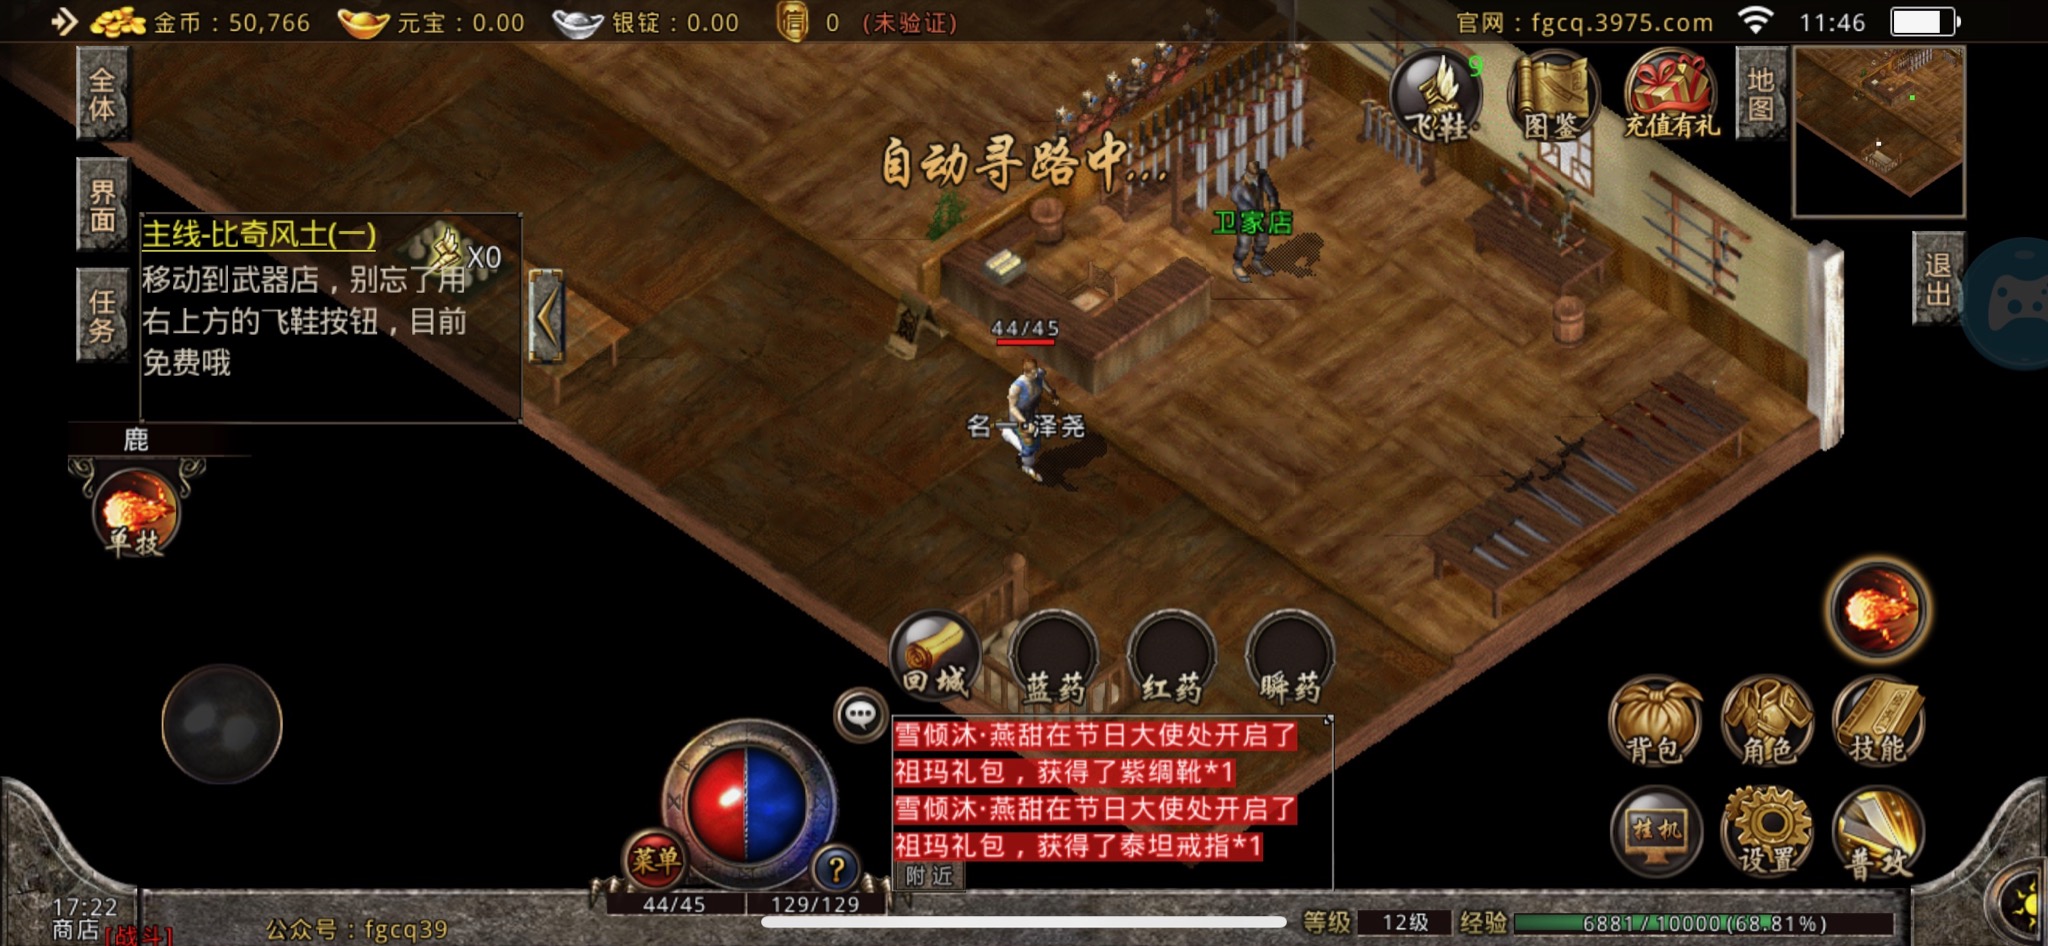 金币：50,766
元宝：0.00
银锭：0.00
信
0
(未验证)
官网：fgcq.3975.com
11:46
全体
界面
任务
主线-比奇风土(一)
X0
移动到武器店，别忘了用
右上方的飞鞋按钮，目前
免费哦
鹿
单技
自动寻路中...
卫家店
44/45
名一·泽尧
9
飞鞋
图鉴
充值有礼
地图
退出
回城
蓝药
红药
瞬药
雪倾沐·燕甜在节日大使处开启了
祖玛礼包，获得了紫绸靴*1
雪倾沐·燕甜在节日大使处开启了
祖玛礼包，获得了泰坦戒指*1
附近
菜单
?
44/45
129/129
背包
角色
技能
挂机
设置
普攻
17:22
商店
[战斗]
公众号：fgcq39
等级
12级
经验
6881/10000(68.81%)